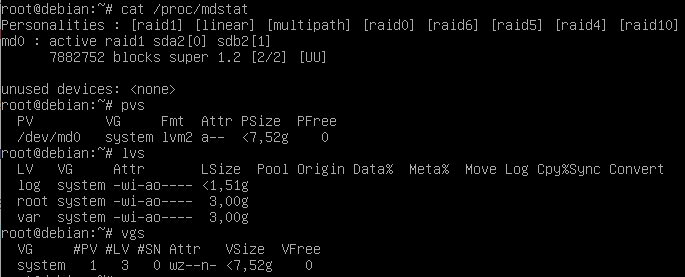 root@debian:~# cat /proc/mdstat
Personalities : [raid1] [linear] [multipath] [raid0] [raid6] [raid5] [raid4] [raid10]
md0 : active raid1 sda2[0] sdb2[1]
      7882752 blocks super 1.2 [2/2] [UU]

unused devices: <none>
root@debian:~# pvs
  PV         VG     Fmt  Attr PSize  PFree
  /dev/md0   system lvm2 a--  <7,52g    0
root@debian:~# lvs
  LV   VG     Attr       LSize  Pool Origin Data%  Meta%  Move Log Cpy%Sync Convert
  log  system -wi-ao---- <1,51g
  root system -wi-ao----  3,00g
  var  system -wi-ao----  3,00g
root@debian:~# vgs
  VG     #PV #LV #SN Attr   VSize  VFree
  system   1   3   0 wz--n- <7,52g    0